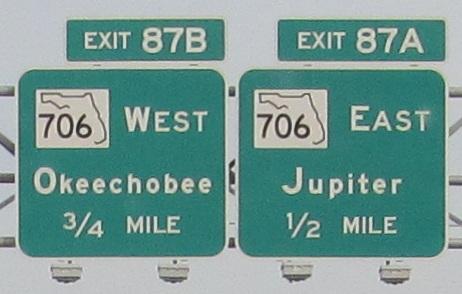 EXIT 87B
706 WEST
Okeechobee
3/4 MILE
EXIT 87A
706 EAST
Jupiter
1/2 MILE